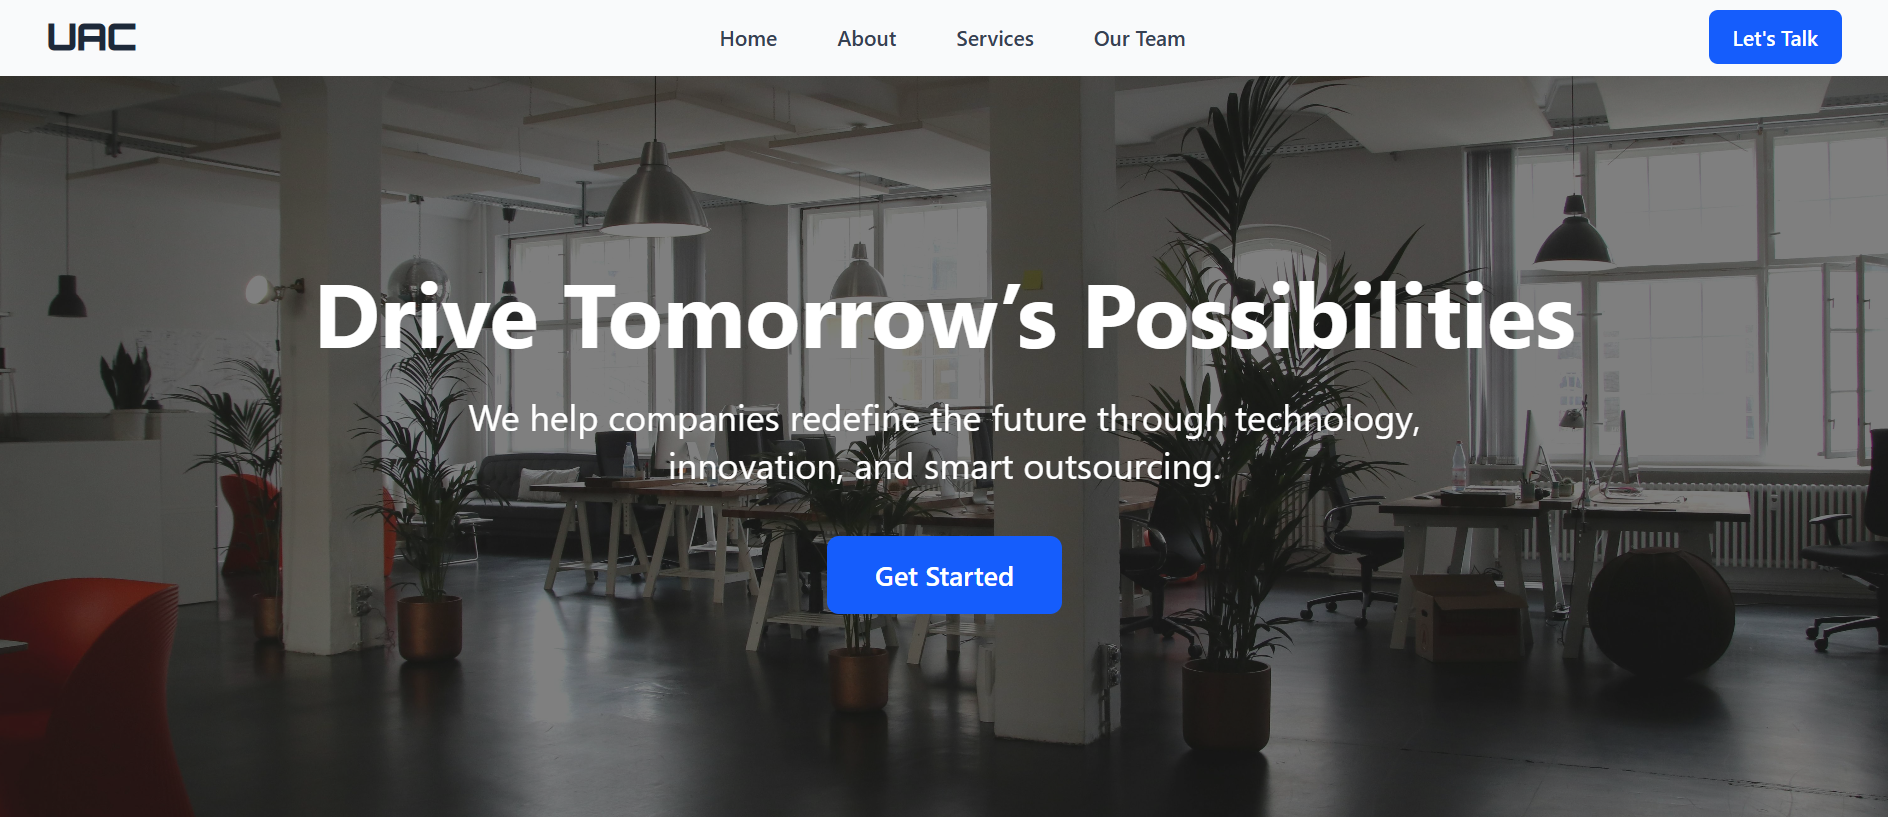 UAC
Home
About
Services
Our Team
Let's Talk
Drive Tomorrow’s Possibilities
We help companies redefine the future through technology,
innovation, and smart outsourcing.
Get Started